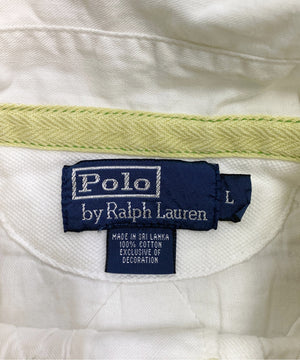 Polo
by Ralph Lauren
L
MADE IN SRI LANKA
100% COTTON
EXCLUSIVE OF
DECORATION